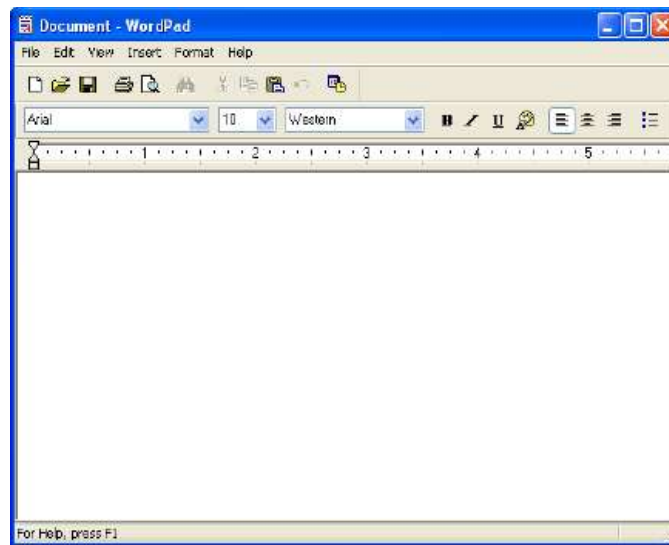 Document - WordPad
File Edit View Insert Format Help
Arial 10 Western B / U
1 2 3 4 5
For Help, press F1